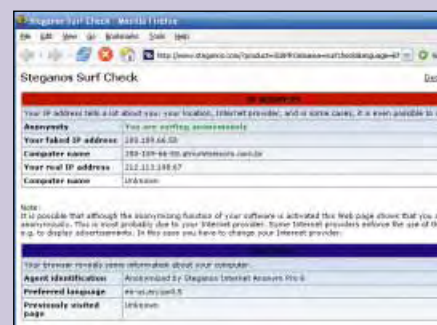 Steganos Surf Check - Mozilla Firefox
File Edit View Go Bookmarks Tools Help
Steganos Surf Check
IP address
Your IP address tells a lot about you: your location, Internet provider, and in some cases, it is even possible to
Anonymity You are surfing anonymously
Your faked IP address
Computer name
Your real IP address
Computer name Unknown
Note:
It is possible that although the anonymizing function of your software is activated this Web page shows that you
anonymously. This is most probably due to your Internet provider. Some Internet providers enforce the use of
e.g. to display advertisements. In this case you have to change your Internet provider.
Your browser reveals some information about your computer.
Agent identification Anonymized by Steganos Internet Anonym Pro 6
Preferred language
Previously visited Unknown
page